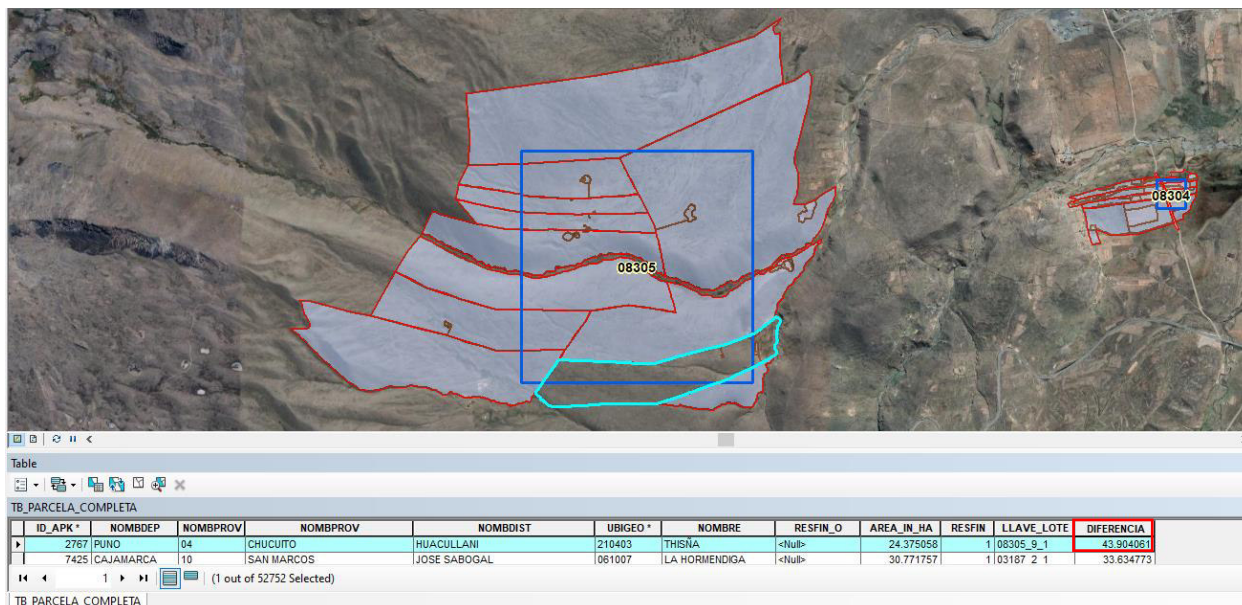 08304
08305
Table
TB_PARCELA_COMPLETA
ID_APK * NOMBDEP NOMBPROV NOMBPROV NOMBDIST UBIGEO * NOMBRE RESFIN_O AREA_IN_HA RESFIN LLAVE_LOTE DIFERENCIA
2767 PUNO 04 CHUCUITO HUACULLANI 210403 THISÑA <Null> 24.375058 1 08305_9_1 43.904061
7425 CAJAMARCA 10 SAN MARCOS JOSE SABOGAL 061007 LA HORMENDIGA <Null> 30.771757 1 03187_2_1 33.634773
1 (1 out of 52752 Selected)
TB_PARCELA_COMPLETA